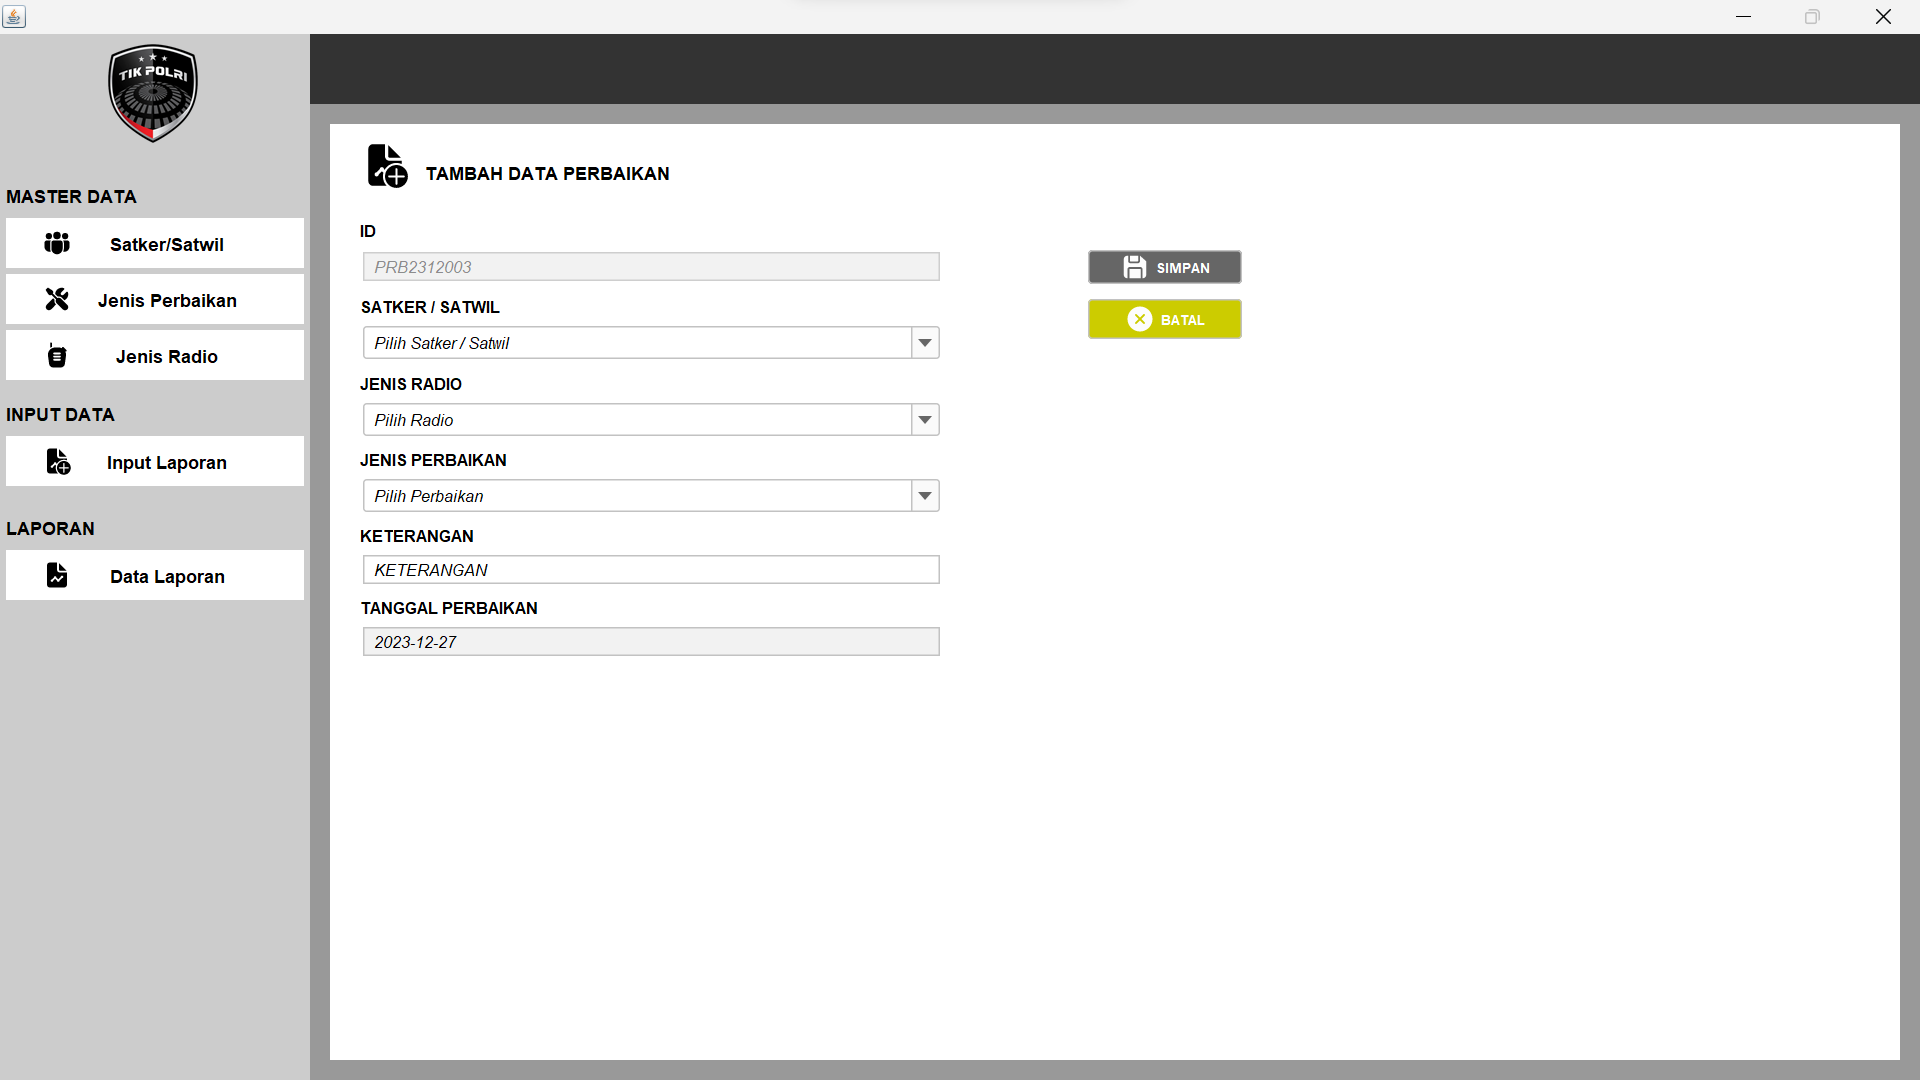 TIK POLRI
MASTER DATA
Satker/Satwil
Jenis Perbaikan
Jenis Radio
INPUT DATA
Input Laporan
LAPORAN
Data Laporan
TAMBAH DATA PERBAIKAN
ID
PRB2312003
SATKER / SATWIL
Pilih Satker / Satwil
JENIS RADIO
Pilih Radio
JENIS PERBAIKAN
Pilih Perbaikan
KETERANGAN
KETERANGAN
TANGGAL PERBAIKAN
2023-12-27
SIMPAN
BATAL